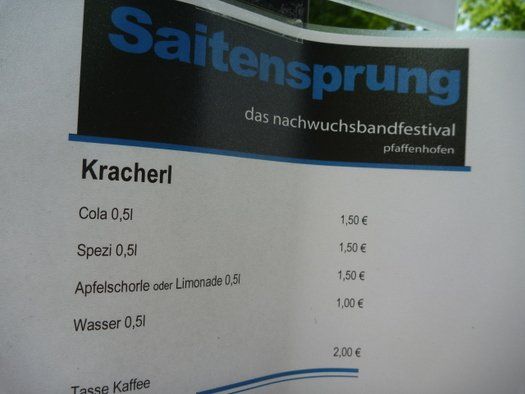 Saitensprung
das nachwuchsbandfestival
pfaffenhofen
Kracherl
Cola 0,5l 1,50 €
Spezi 0,5l 1,50 €
Apfelschorle oder Limonade 0,5l 1,50 €
Wasser 0,5l 1,00 €
Tasse Kaffee 2,00 €